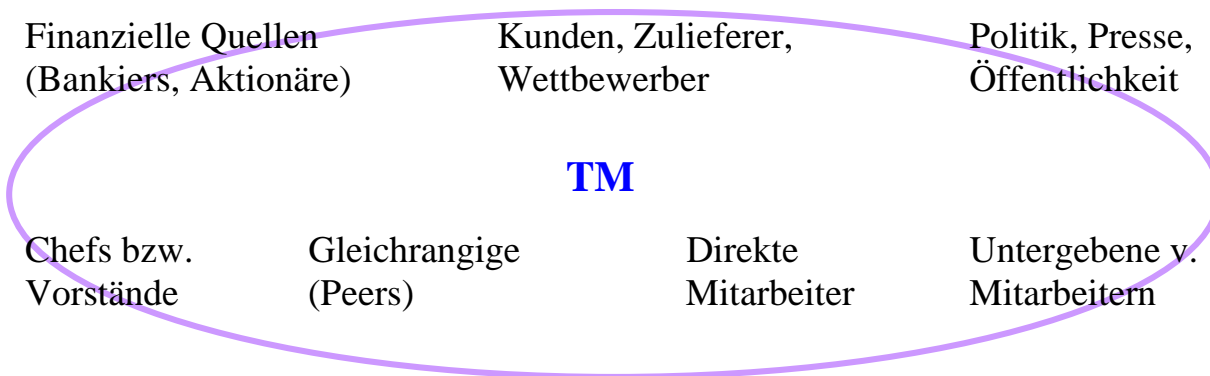 Finanzielle Quellen
(Bankiers, Aktionäre)
Kunden, Zulieferer,
Wettbewerber
Politik, Presse,
Öffentlichkeit
TM
Chefs bzw.
Vorstände
Gleichrangige
(Peers)
Direkte
Mitarbeiter
Untergebene v.
Mitarbeitern